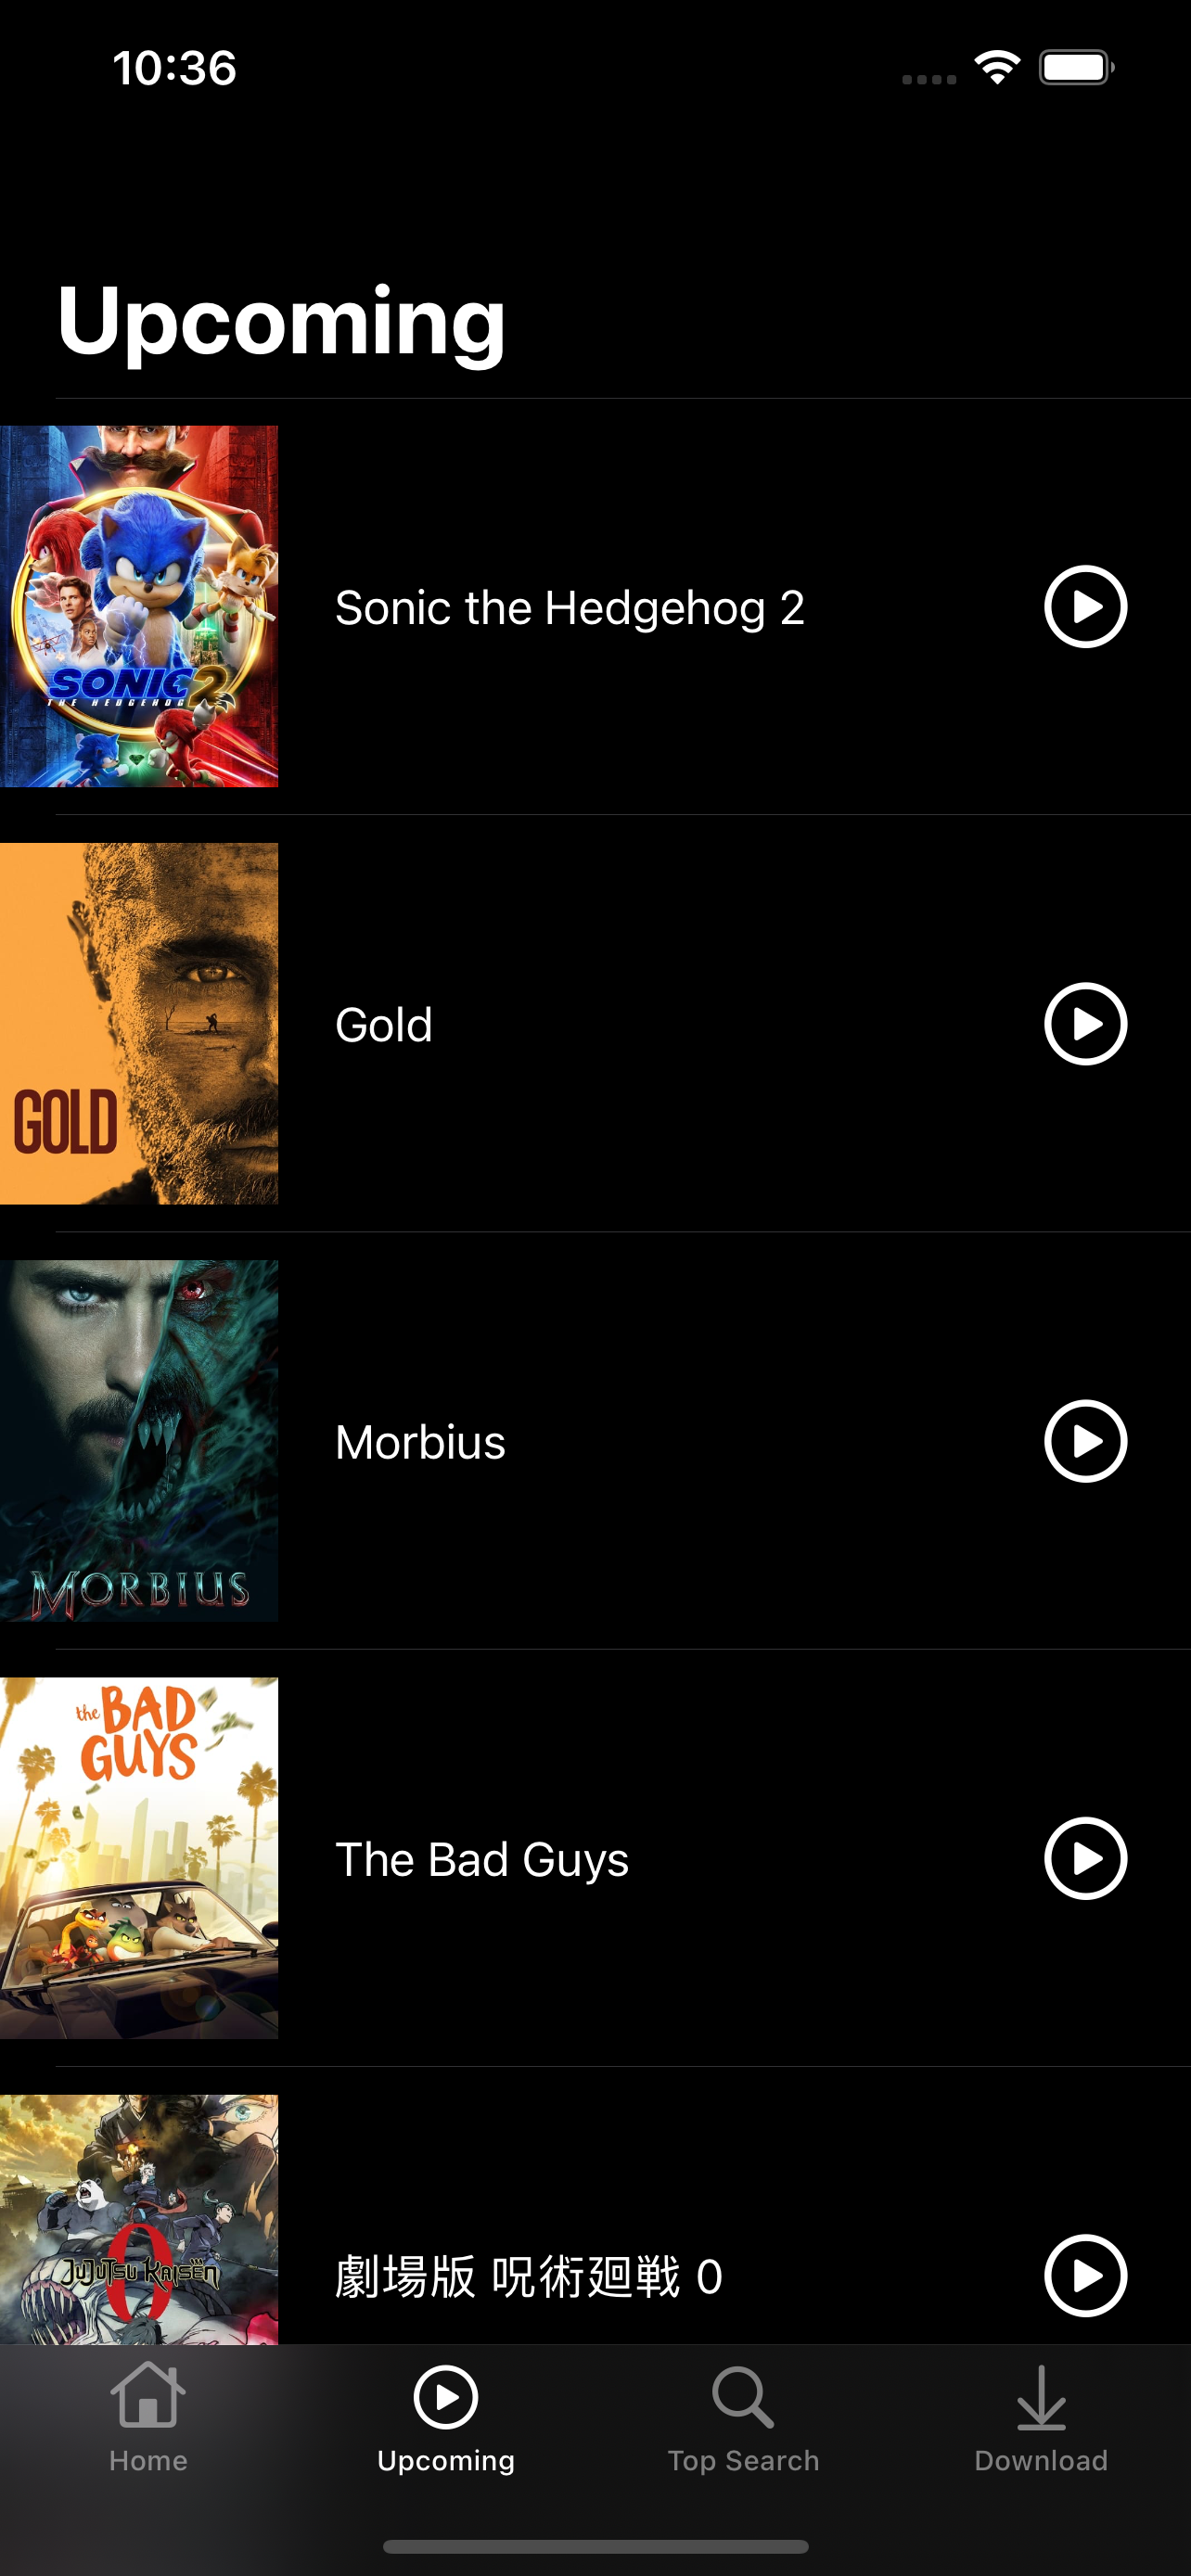 10:36
Upcoming
SONIC 2
THE HEDGEHOG
Sonic the Hedgehog 2
GOLD
Gold
MORBIUS
Morbius
the BAD
GUYS
The Bad Guys
0
JUJUTSU KAISEN
劇場版 呪術廻戦 0
Home
Upcoming
Top Search
Download